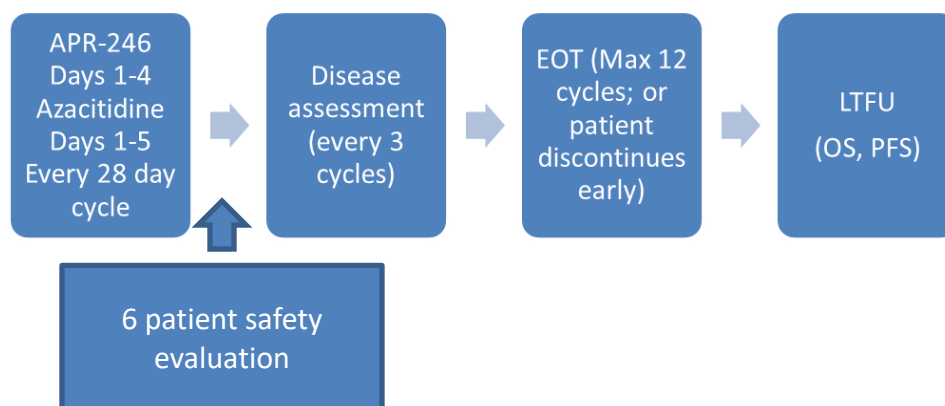 APR-246
Days 1-4
Azacitidine
Days 1-5
Every 28 day
cycle
Disease
assessment
(every 3
cycles)
EOT (Max 12
cycles; or
patient
discontinues
early)
LTFU
(OS, PFS)
6 patient safety
evaluation